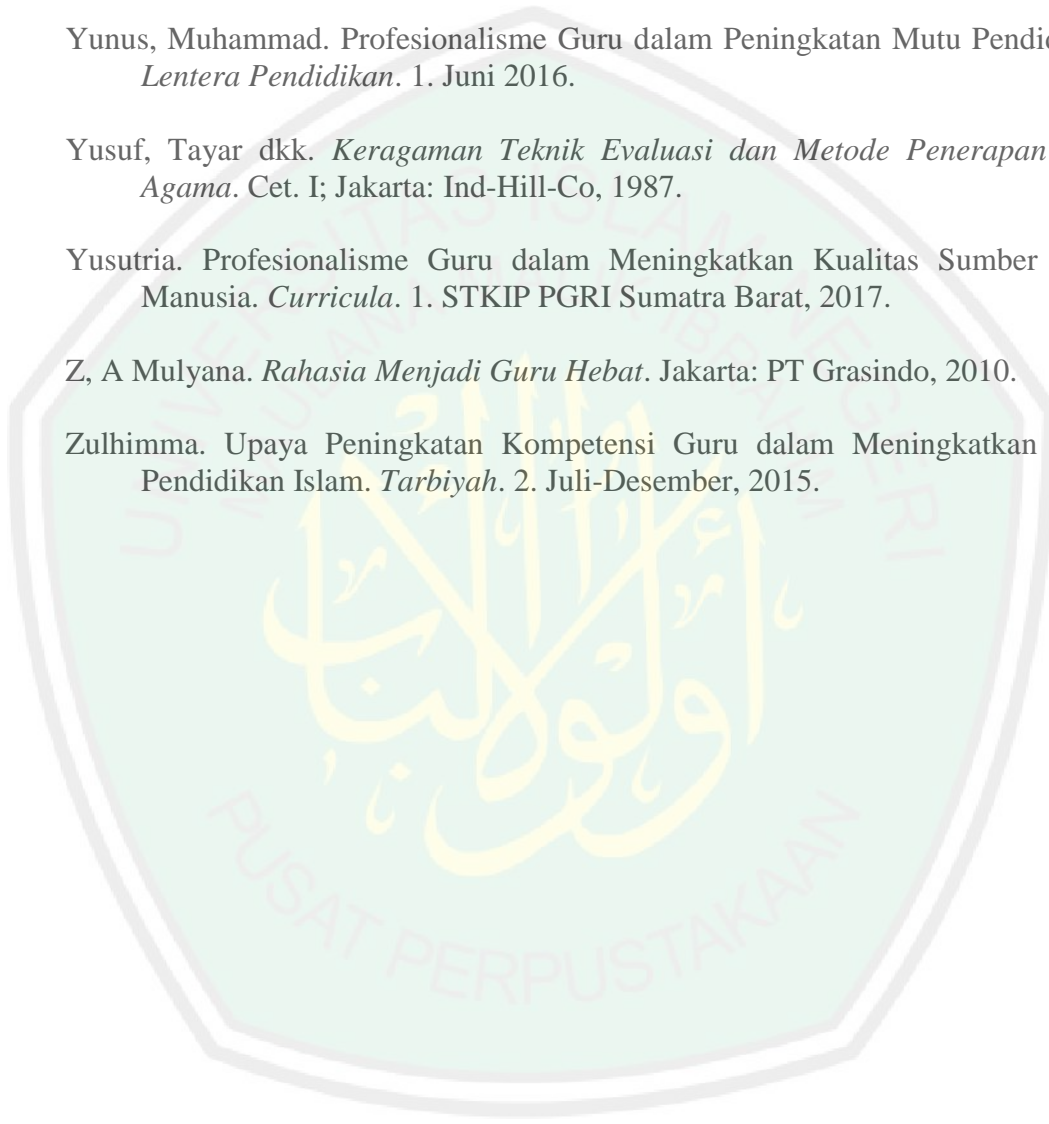 Yunus, Muhammad. Profesionalisme Guru dalam Peningkatan Mutu
Lentera Pendidikan. 1. Juni 2016.
Yusuf, Tayar dkk. Keragaman Teknik Evaluasi dan Metode Penerapan
Agama. Cet. I; Jakarta: Ind-Hill-Co, 1987.
Yusutria. Profesionalisme Guru dalam Meningkatkan Kualitas Sumber
Manusia. Curricula. 1. STKIP PGRI Sumatra Barat, 2017.
Z, A Mulyana. Rahasia Menjadi Guru Hebat. Jakarta: PT Grasindo, 2010.
Zulhimma. Upaya Peningkatan Kompetensi Guru dalam Meningkatkan
Pendidikan Islam. Tarbiyah. 2. Juli-Desember, 2015.
UNIVERSITAS ISLAM NEGERI
MAULANA MALIK IBRAHIM
PUSAT PERPUSTAKAAN